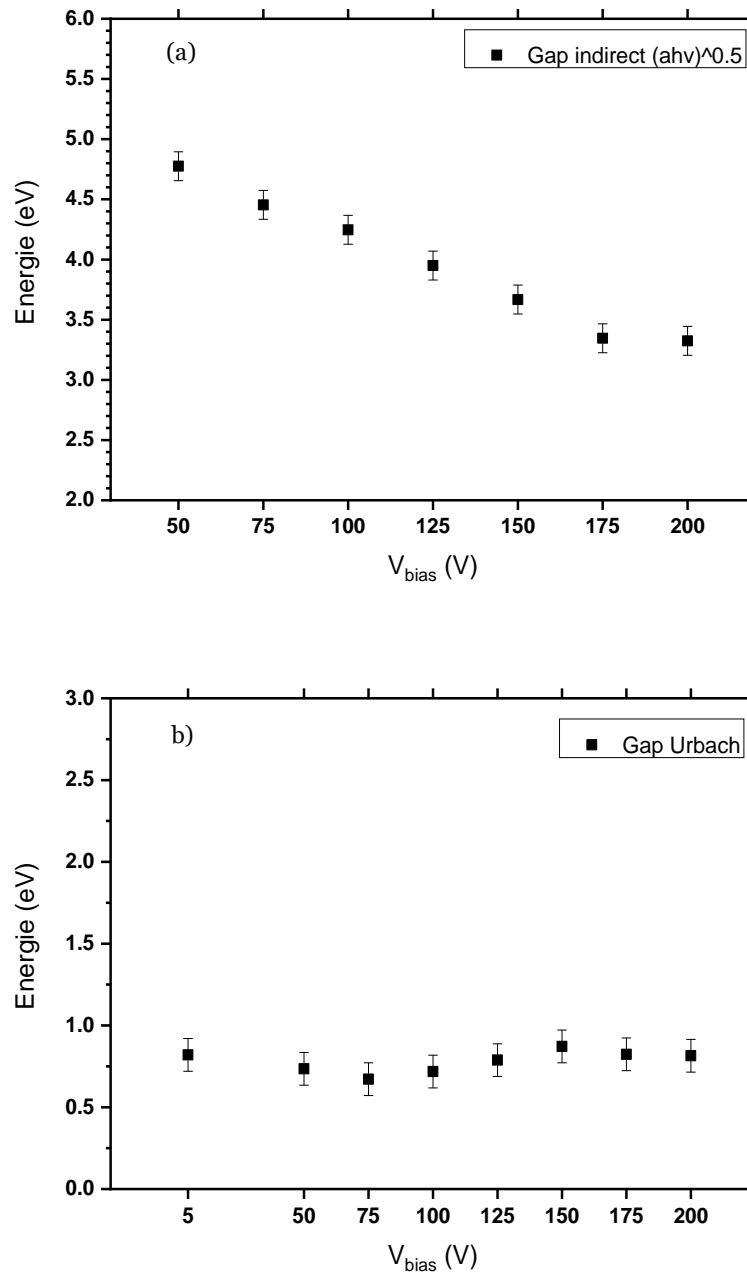 6.0
(a)
Gap indirect (ahv)^0.5
5.5
5.0
4.5
4.0
3.5
3.0
2.5
2.0
Energie (eV)
50 75 100 125 150 175 200
Vbias (V)
3.0
b)
Gap Urbach
2.5
2.0
1.5
1.0
0.5
0.0
Energie (eV)
5 50 75 100 125 150 175 200
Vbias (V)